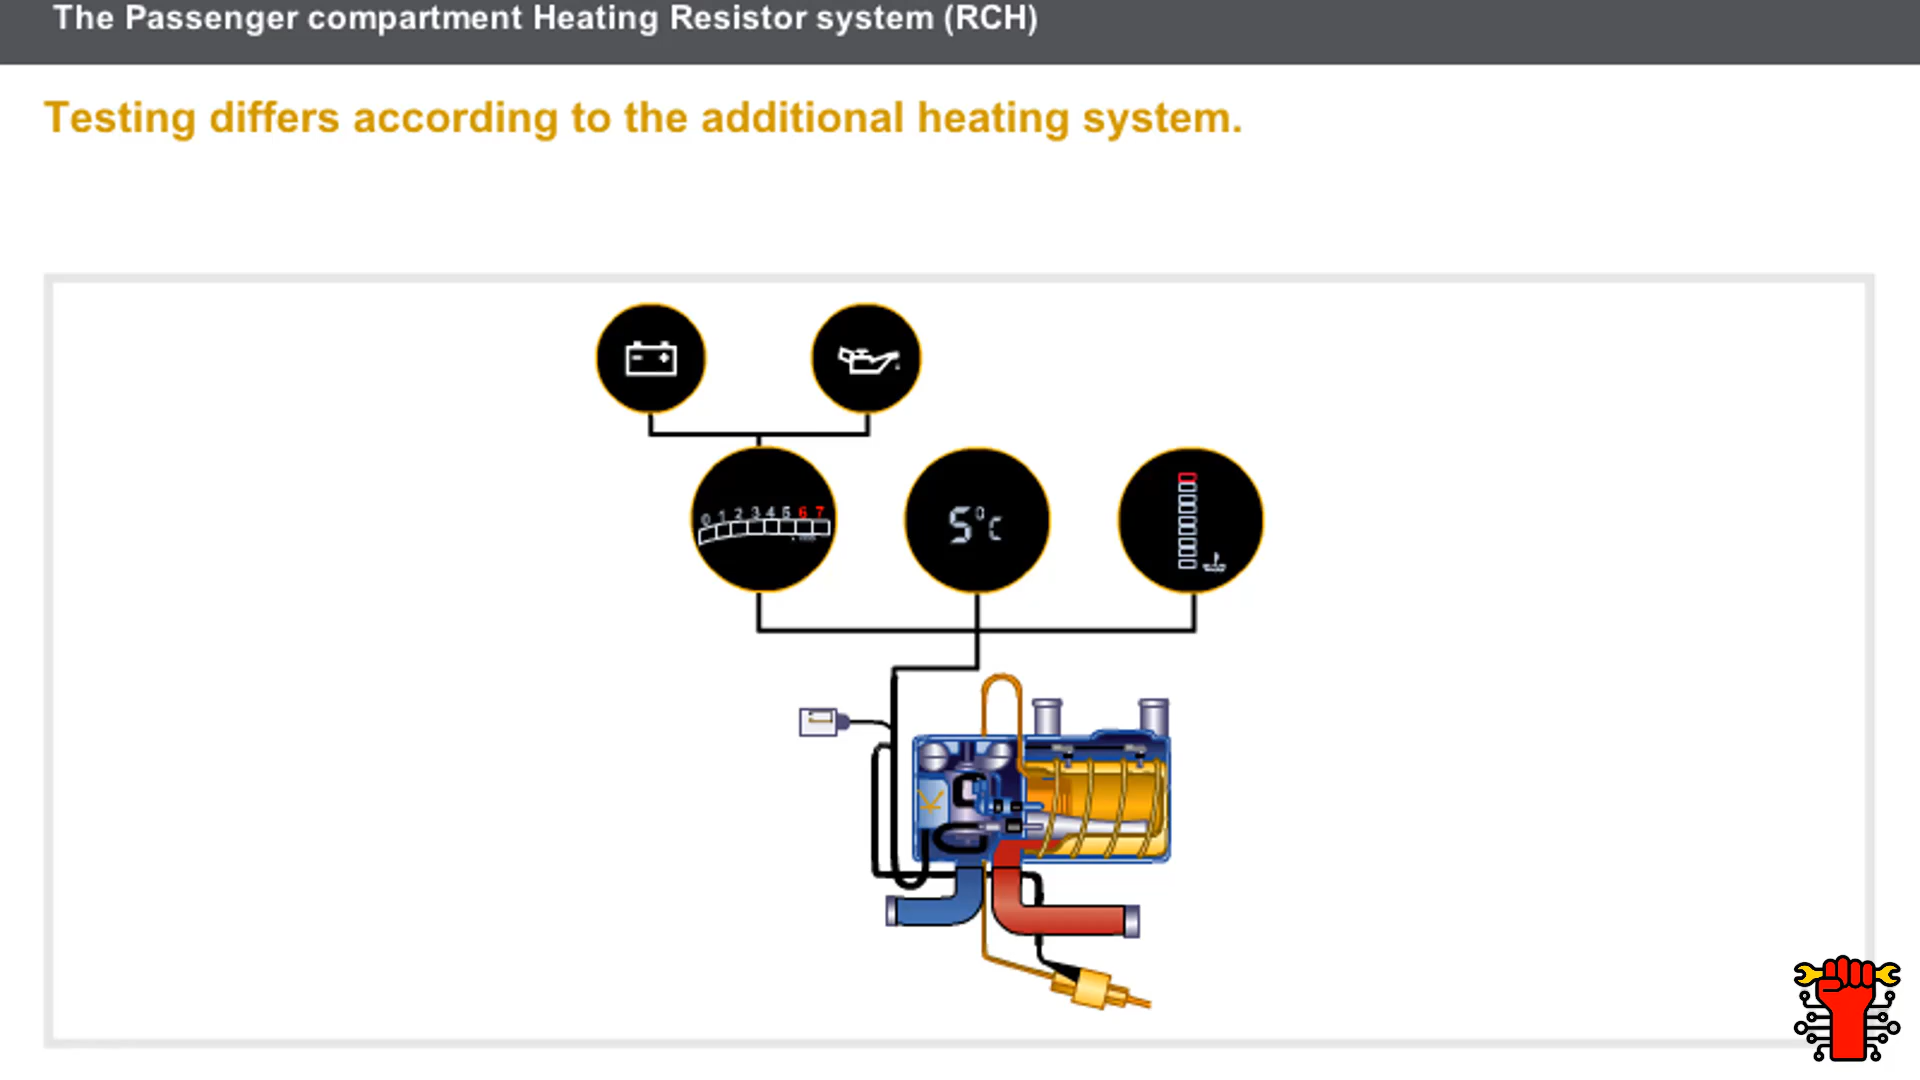 The Passenger compartment Heating Resistor system (RCH)
Testing differs according to the additional heating system.
0 1 2 3 4 5 6 7
5°C